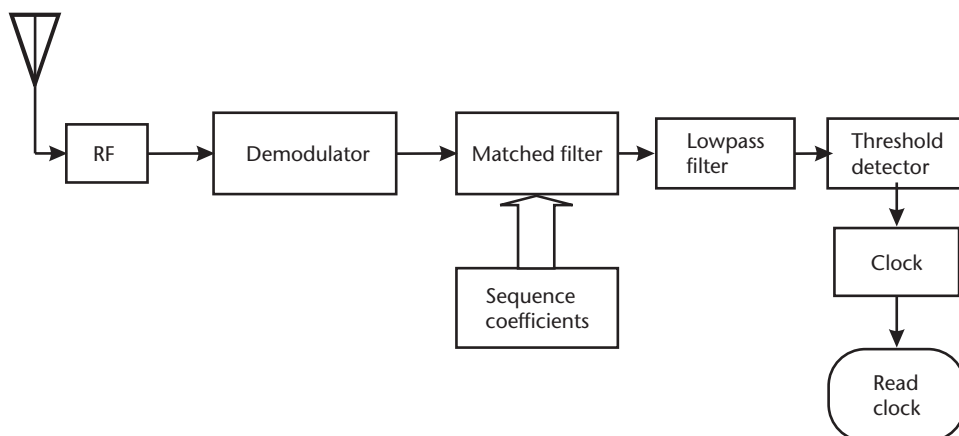 RF
Demodulator
Matched filter
Lowpass
filter
Threshold
detector
Sequence
coefficients
Clock
Read
clock